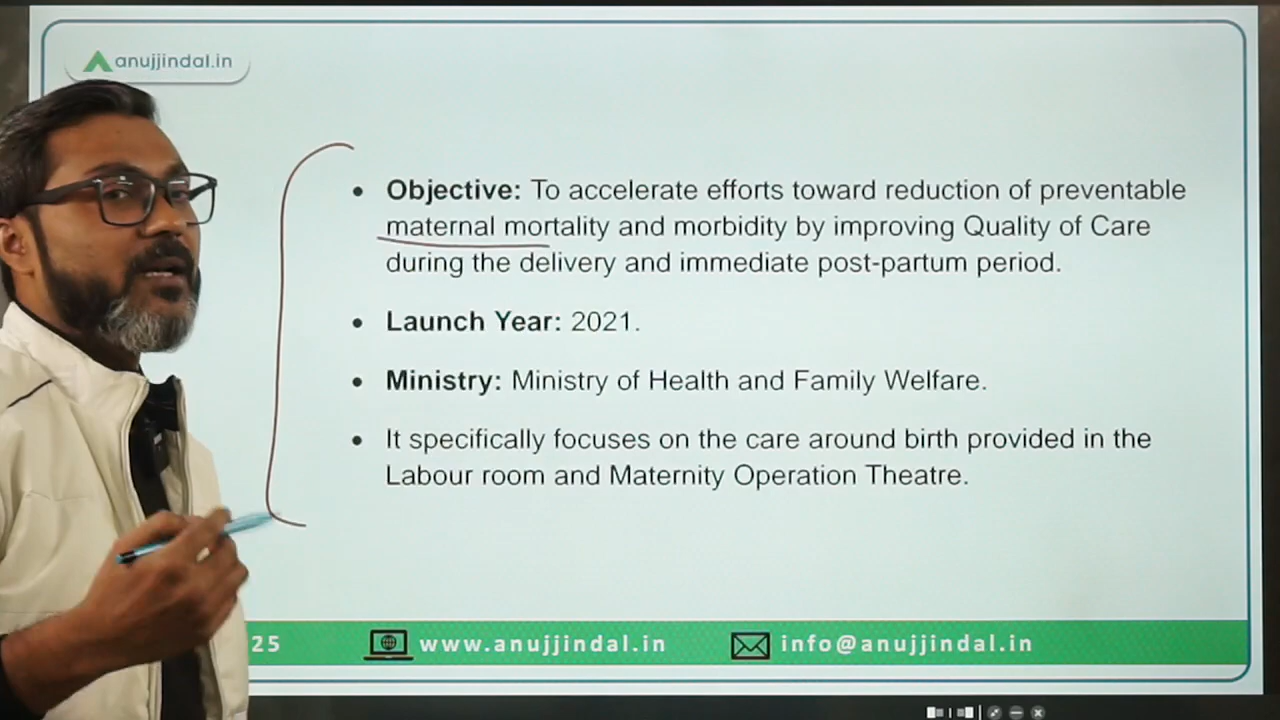 anujjindal.in
• Objective: To accelerate efforts toward reduction of preventable
maternal mortality and morbidity by improving Quality of Care
during the delivery and immediate post-partum period.
• Launch Year: 2021.
• Ministry: Ministry of Health and Family Welfare.
• It specifically focuses on the care around birth provided in the
Labour room and Maternity Operation Theatre.
25
www.anujjindal.in
info@anujjindal.in